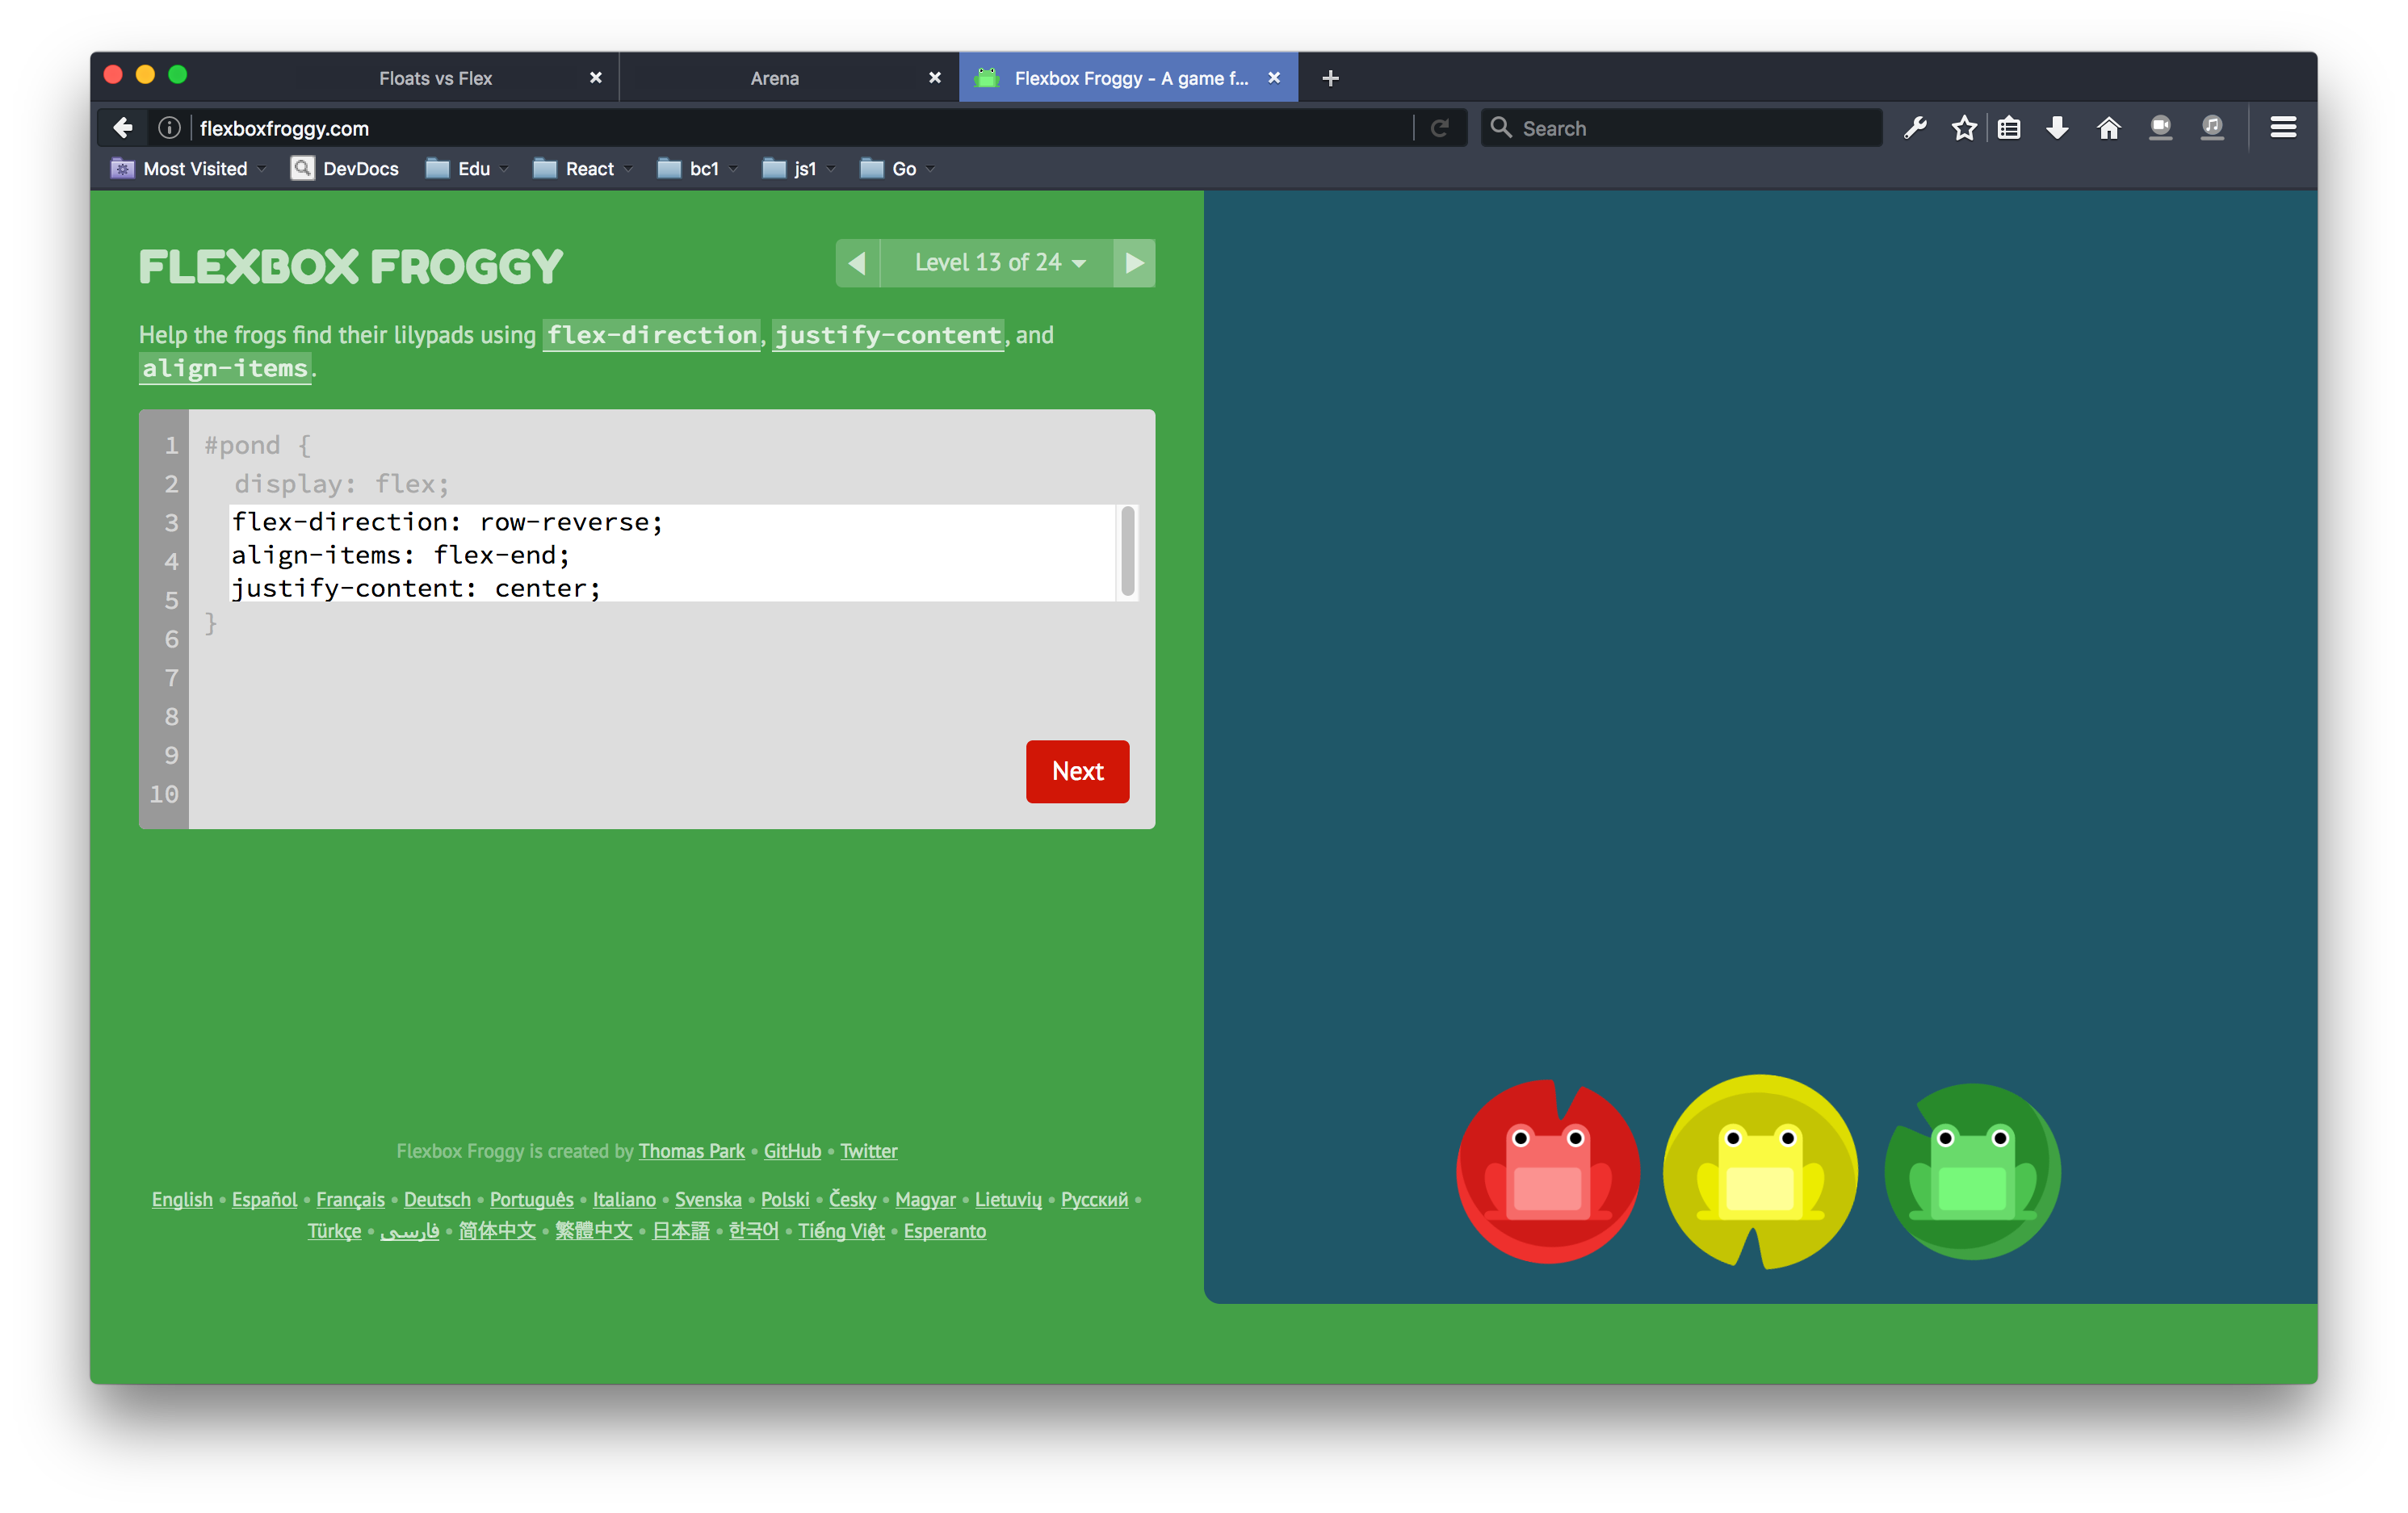 Floats vs Flex
Arena
Flexbox Froggy - A game f...
flexboxfroggy.com
Search
Most Visited
DevDocs
Edu
React
bc1
js1
Go
FLEXBOX FROGGY
Level 13 of 24
Help the frogs find their lilypads using flex-direction, justify-content, and
align-items.
1 #pond {
2 display: flex;
3 flex-direction: row-reverse;
4 align-items: flex-end;
5 justify-content: center;
6 }
7
8
9
10
Next
Flexbox Froggy is created by Thomas Park • GitHub • Twitter
English • Español • Français • Deutsch • Português • Italiano • Svenska • Polski • Česky • Magyar • Lietuvių • Русский •
Türkçe • فارسی • 简体中文 • 繁體中文 • 日本語 • 한국어 • Tiếng Việt • Esperanto